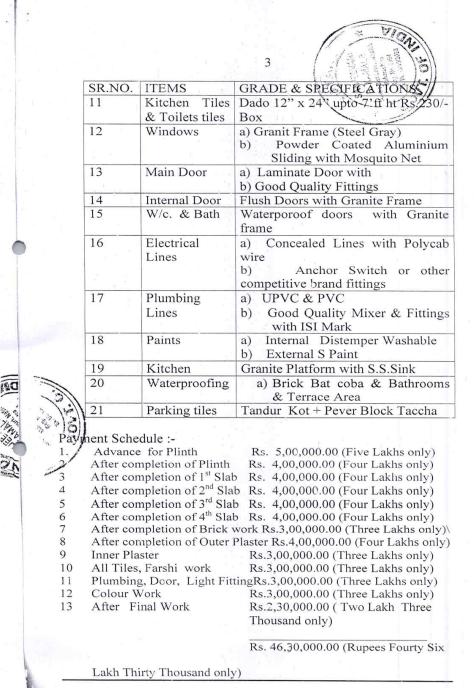 3
SR.NO. ITEMS GRADE & SPECIFICATIONS
11 Kitchen Tiles Dado 12" x 24" upto 7' ft ht Rs.230/-
& Toilets tiles Box
12 Windows a) Granit Frame (Steel Gray)
b) Powder Coated Aluminium
Sliding with Mosquito Net
13 Main Door a) Laminate Door with
b) Good Quality Fittings
14 Internal Door Flush Doors with Granite Frame
15 W/c. & Bath Waterporoof doors with Granite
frame
16 Electrical a) Concealed Lines with Polycab
Lines wire
b) Anchor Switch or other
competitive brand fittings
17 Plumbing a) UPVC & PVC
Lines b) Good Quality Mixer & Fittings
with ISI Mark
18 Paints a) Internal Distemper Washable
b) External S Paint
19 Kitchen Granite Platform with S.S.Sink
20 Waterproofing a) Brick Bat coba & Bathrooms
& Terrace Area
21 Parking tiles Tandur Kot + Pever Block Taccha
Payment Schedule :-
1. Advance for Plinth Rs. 5,00,000.00 (Five Lakhs only)
2 After completion of Plinth Rs. 4,00,000.00 (Four Lakhs only)
3 After completion of 1st Slab Rs. 4,00,000.00 (Four Lakhs only)
4 After completion of 2nd Slab Rs. 4,00,000.00 (Four Lakhs only)
5 After completion of 3rd Slab Rs. 4,00,000.00 (Four Lakhs only)
6 After completion of 4th Slab Rs. 4,00,000.00 (Four Lakhs only)
7 After completion of Brick work Rs.3,00,000.00 (Three Lakhs only)\
8 After completion of Outer Plaster Rs.4,00,000.00 (Four Lakhs only)
9 Inner Plaster Rs.3,00,000.00 (Three Lakhs only)
10 All Tiles, Farshi work Rs.3,00,000.00 (Three Lakhs only)
11 Plumbing, Door, Light FittingRs.3,00,000.00 (Three Lakhs only)
12 Colour Work Rs.3,00,000.00 (Three Lakhs only)
13 After Final Work Rs.2,30,000.00 ( Two Lakh Three
Thousand only)
Rs. 46,30,000.00 (Rupees Fourty Six
Lakh Thirty Thousand only)
OF INDIA